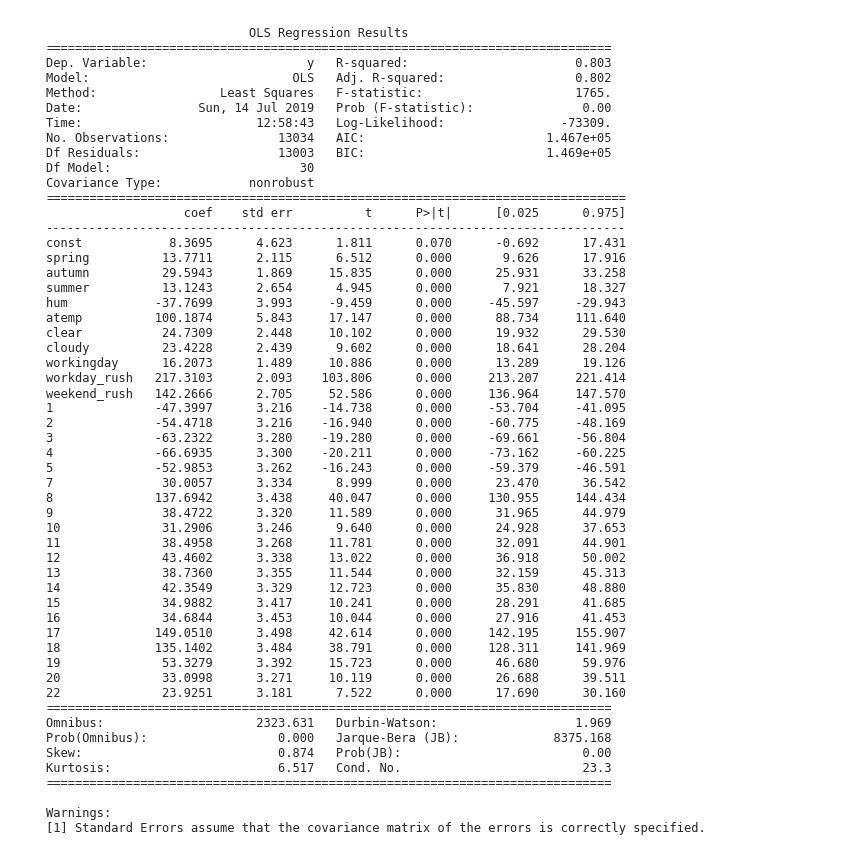 OLS Regression Results
==============================================================================
Dep. Variable:                      y   R-squared:                       0.803
Model:                            OLS   Adj. R-squared:                  0.802
Method:                 Least Squares   F-statistic:                     1765.
Date:                Sun, 14 Jul 2019   Prob (F-statistic):               0.00
Time:                        12:58:43   Log-Likelihood:                -73309.
No. Observations:               13034   AIC:                         1.467e+05
Df Residuals:                   13003   BIC:                         1.469e+05
Df Model:                          30
Covariance Type:            nonrobust
================================================================================
                   coef    std err          t      P>|t|      [0.025      0.975]
--------------------------------------------------------------------------------
const            8.3695      4.623      1.811      0.070      -0.692      17.431
spring          13.7711      2.115      6.512      0.000       9.626      17.916
autumn          29.5943      1.869     15.835      0.000      25.931      33.258
summer          13.1243      2.654      4.945      0.000       7.921      18.327
hum            -37.7699      3.993     -9.459      0.000     -45.597     -29.943
atemp          100.1874      5.843     17.147      0.000      88.734     111.640
clear           24.7309      2.448     10.102      0.000      19.932      29.530
cloudy          23.4228      2.439      9.602      0.000      18.641      28.204
workingday      16.2073      1.489     10.886      0.000      13.289      19.126
workday_rush   217.3103      2.093    103.806      0.000     213.207     221.414
weekend_rush   142.2666      2.705     52.586      0.000     136.964     147.570
1              -47.3997      3.216    -14.738      0.000     -53.704     -41.095
2              -54.4718      3.216    -16.940      0.000     -60.775     -48.169
3              -63.2322      3.280    -19.280      0.000     -69.661     -56.804
4              -66.6935      3.300    -20.211      0.000     -73.162     -60.225
5              -52.9853      3.262    -16.243      0.000     -59.379     -46.591
7               30.0057      3.334      8.999      0.000      23.470      36.542
8              137.6942      3.438     40.047      0.000     130.955     144.434
9               38.4722      3.320     11.589      0.000      31.965      44.979
10              31.2906      3.246      9.640      0.000      24.928      37.653
11              38.4958      3.268     11.781      0.000      32.091      44.901
12              43.4602      3.338     13.022      0.000      36.918      50.002
13              38.7360      3.355     11.544      0.000      32.159      45.313
14              42.3549      3.329     12.723      0.000      35.830      48.880
15              34.9882      3.417     10.241      0.000      28.291      41.685
16              34.6844      3.453     10.044      0.000      27.916      41.453
17             149.0510      3.498     42.614      0.000     142.195     155.907
18             135.1402      3.484     38.791      0.000     128.311     141.969
19              53.3279      3.392     15.723      0.000      46.680      59.976
20              33.0998      3.271     10.119      0.000      26.688      39.511
22              23.9251      3.181      7.522      0.000      17.690      30.160
==============================================================================
Omnibus:                     2323.631   Durbin-Watson:                   1.969
Prob(Omnibus):                  0.000   Jarque-Bera (JB):             8375.168
Skew:                           0.874   Prob(JB):                         0.00
Kurtosis:                       6.517   Cond. No.                         23.3
==============================================================================
Warnings:
[1] Standard Errors assume that the covariance matrix of the errors is correctly specified.